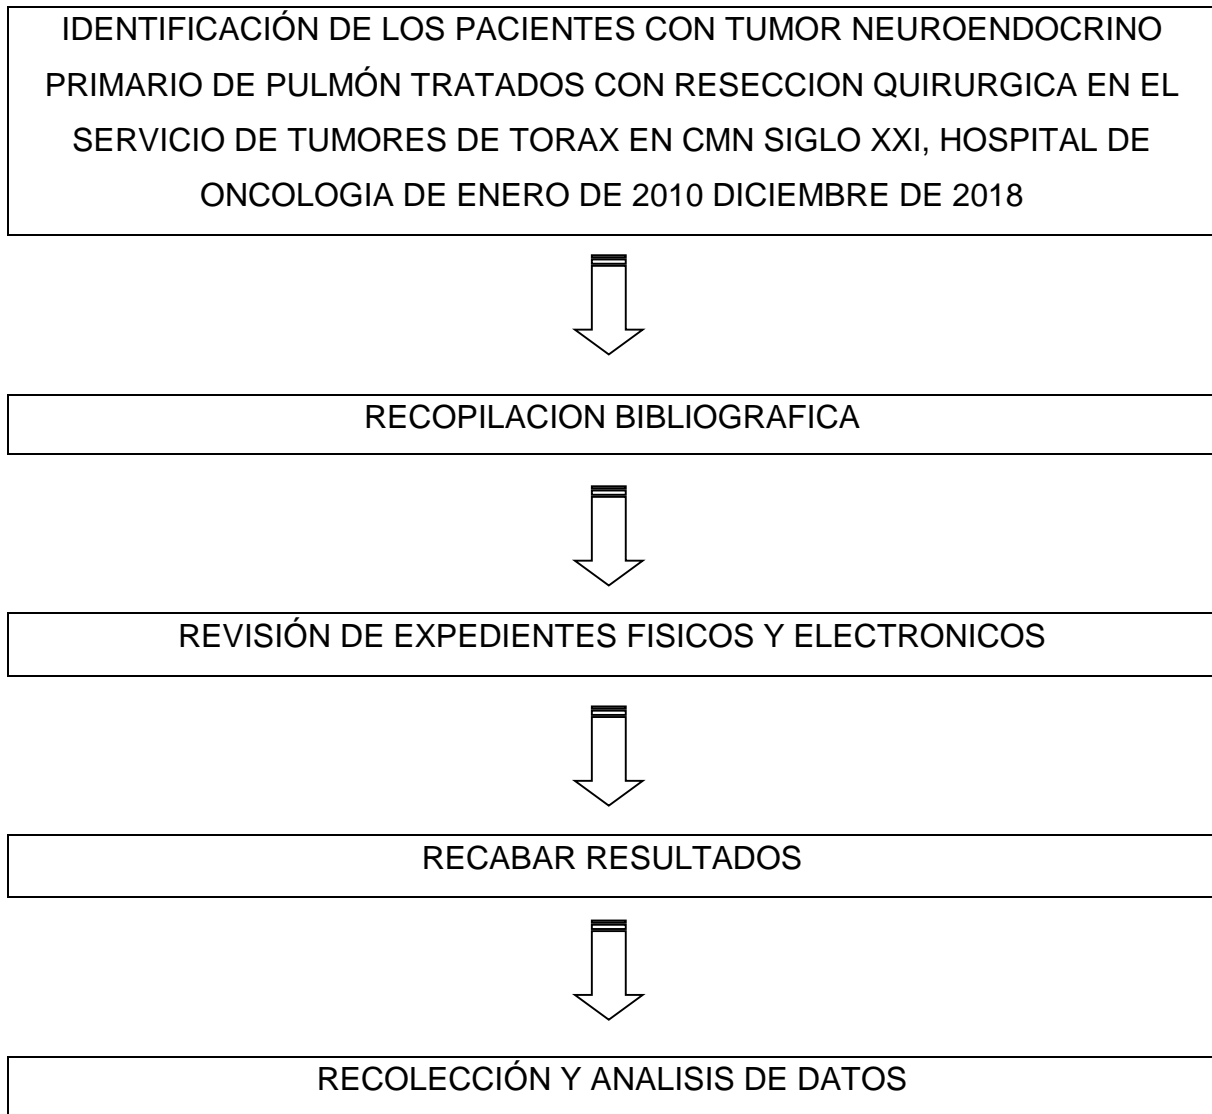 IDENTIFICACIÓN DE LOS PACIENTES CON TUMOR NEUROENDOCRINO
PRIMARIO DE PULMÓN TRATADOS CON RESECCION QUIRURGICA EN EL
SERVICIO DE TUMORES DE TORAX EN CMN SIGLO XXI, HOSPITAL DE
ONCOLOGIA DE ENERO DE 2010 DICIEMBRE DE 2018
RECOPILACION BIBLIOGRAFICA
REVISIÓN DE EXPEDIENTES FISICOS Y ELECTRONICOS
RECABAR RESULTADOS
RECOLECCIÓN Y ANALISIS DE DATOS